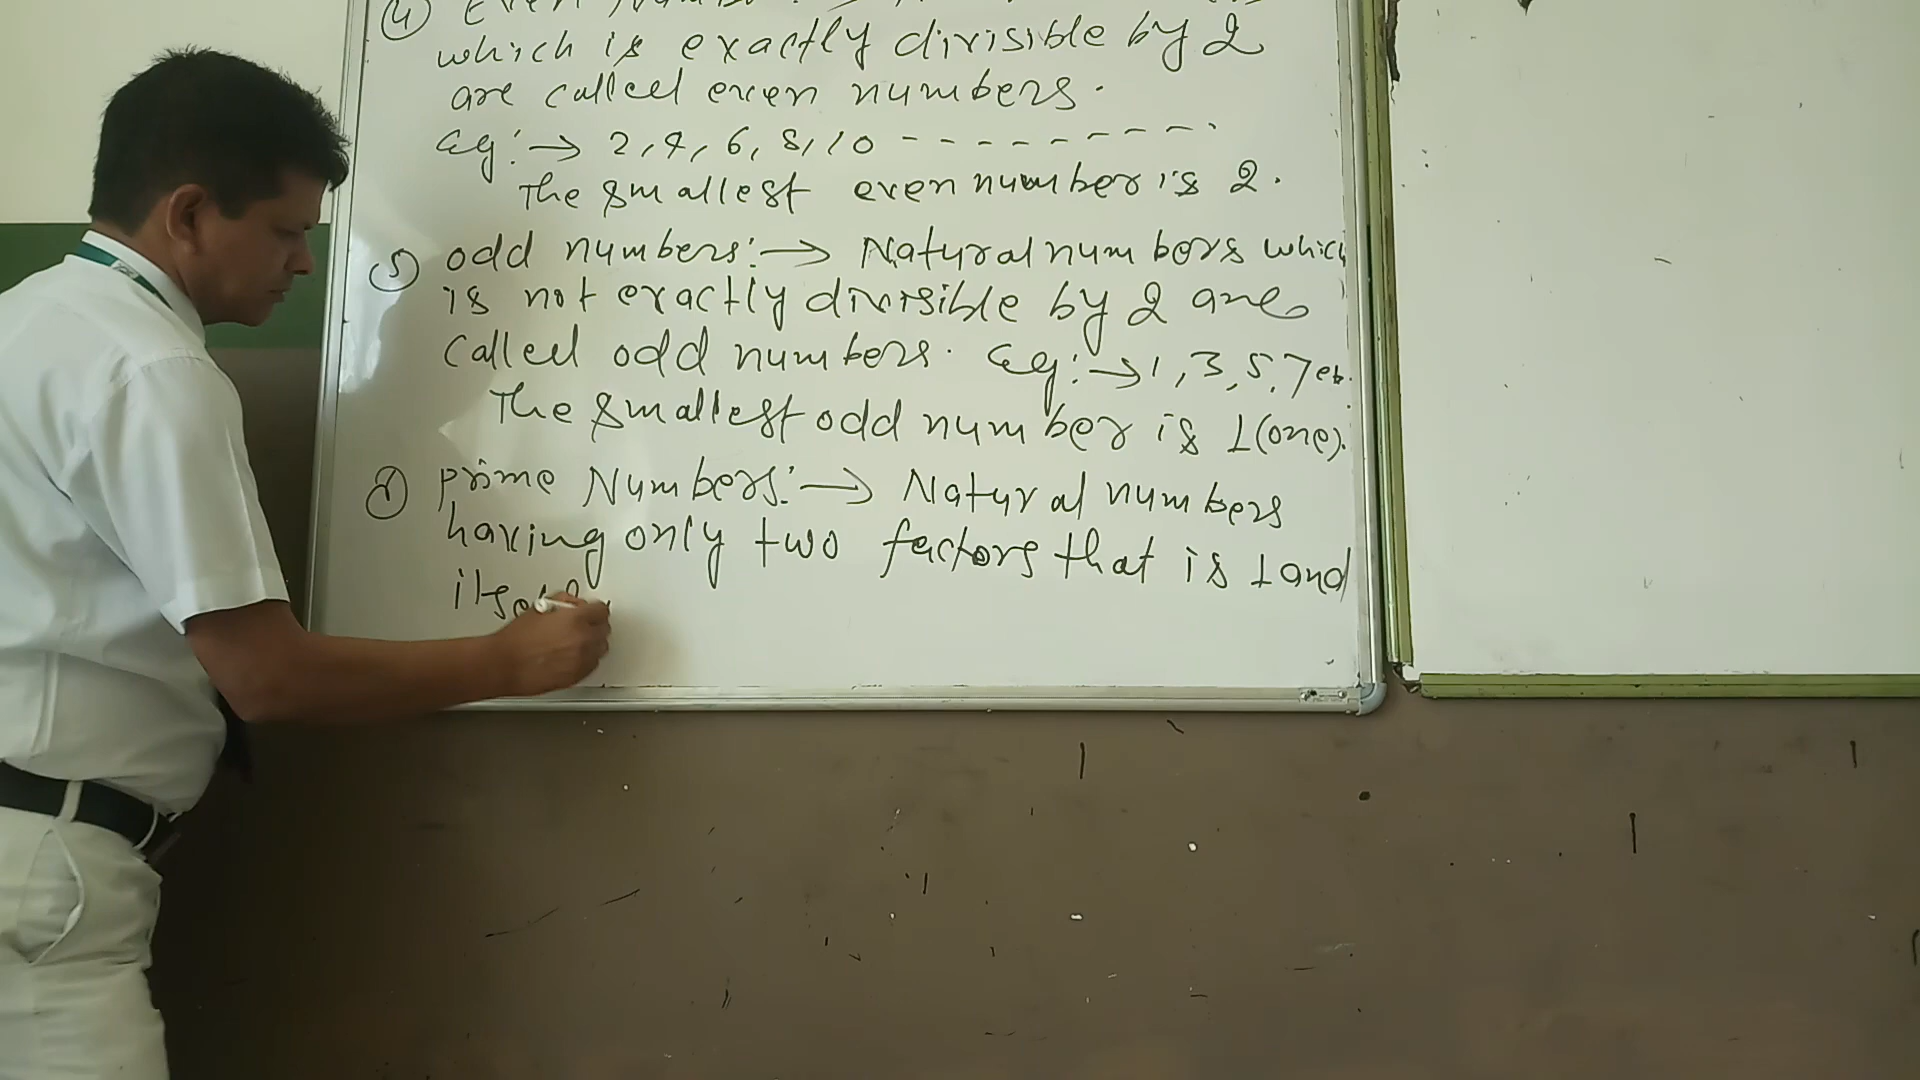 ④ Even
which is exactly divisible by 2
are called even numbers.
Eg:→ 2,4,6,8,10 - - - - - - - - - .
The smallest even number is 2.
⑤ odd numbers:→ Natural numbers which
is not exactly divisible by 2 are
called odd numbers. Eg:→1,3,5,7 etc.
The smallest odd number is 1(one).
prime Numbers:→ Natural numbers
having only two factors that is 1 and
itself